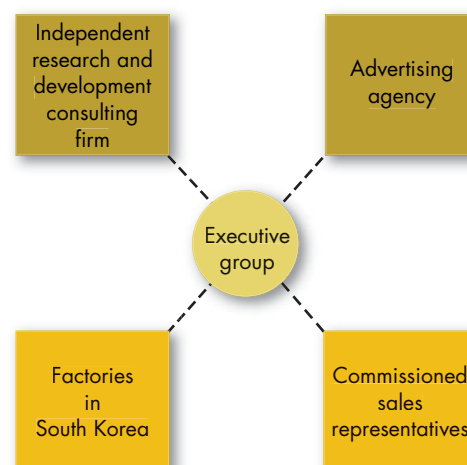 Independent
research and
development
consulting
firm
Advertising
agency
Executive
group
Factories
in
South Korea
Commissioned
sales
representatives